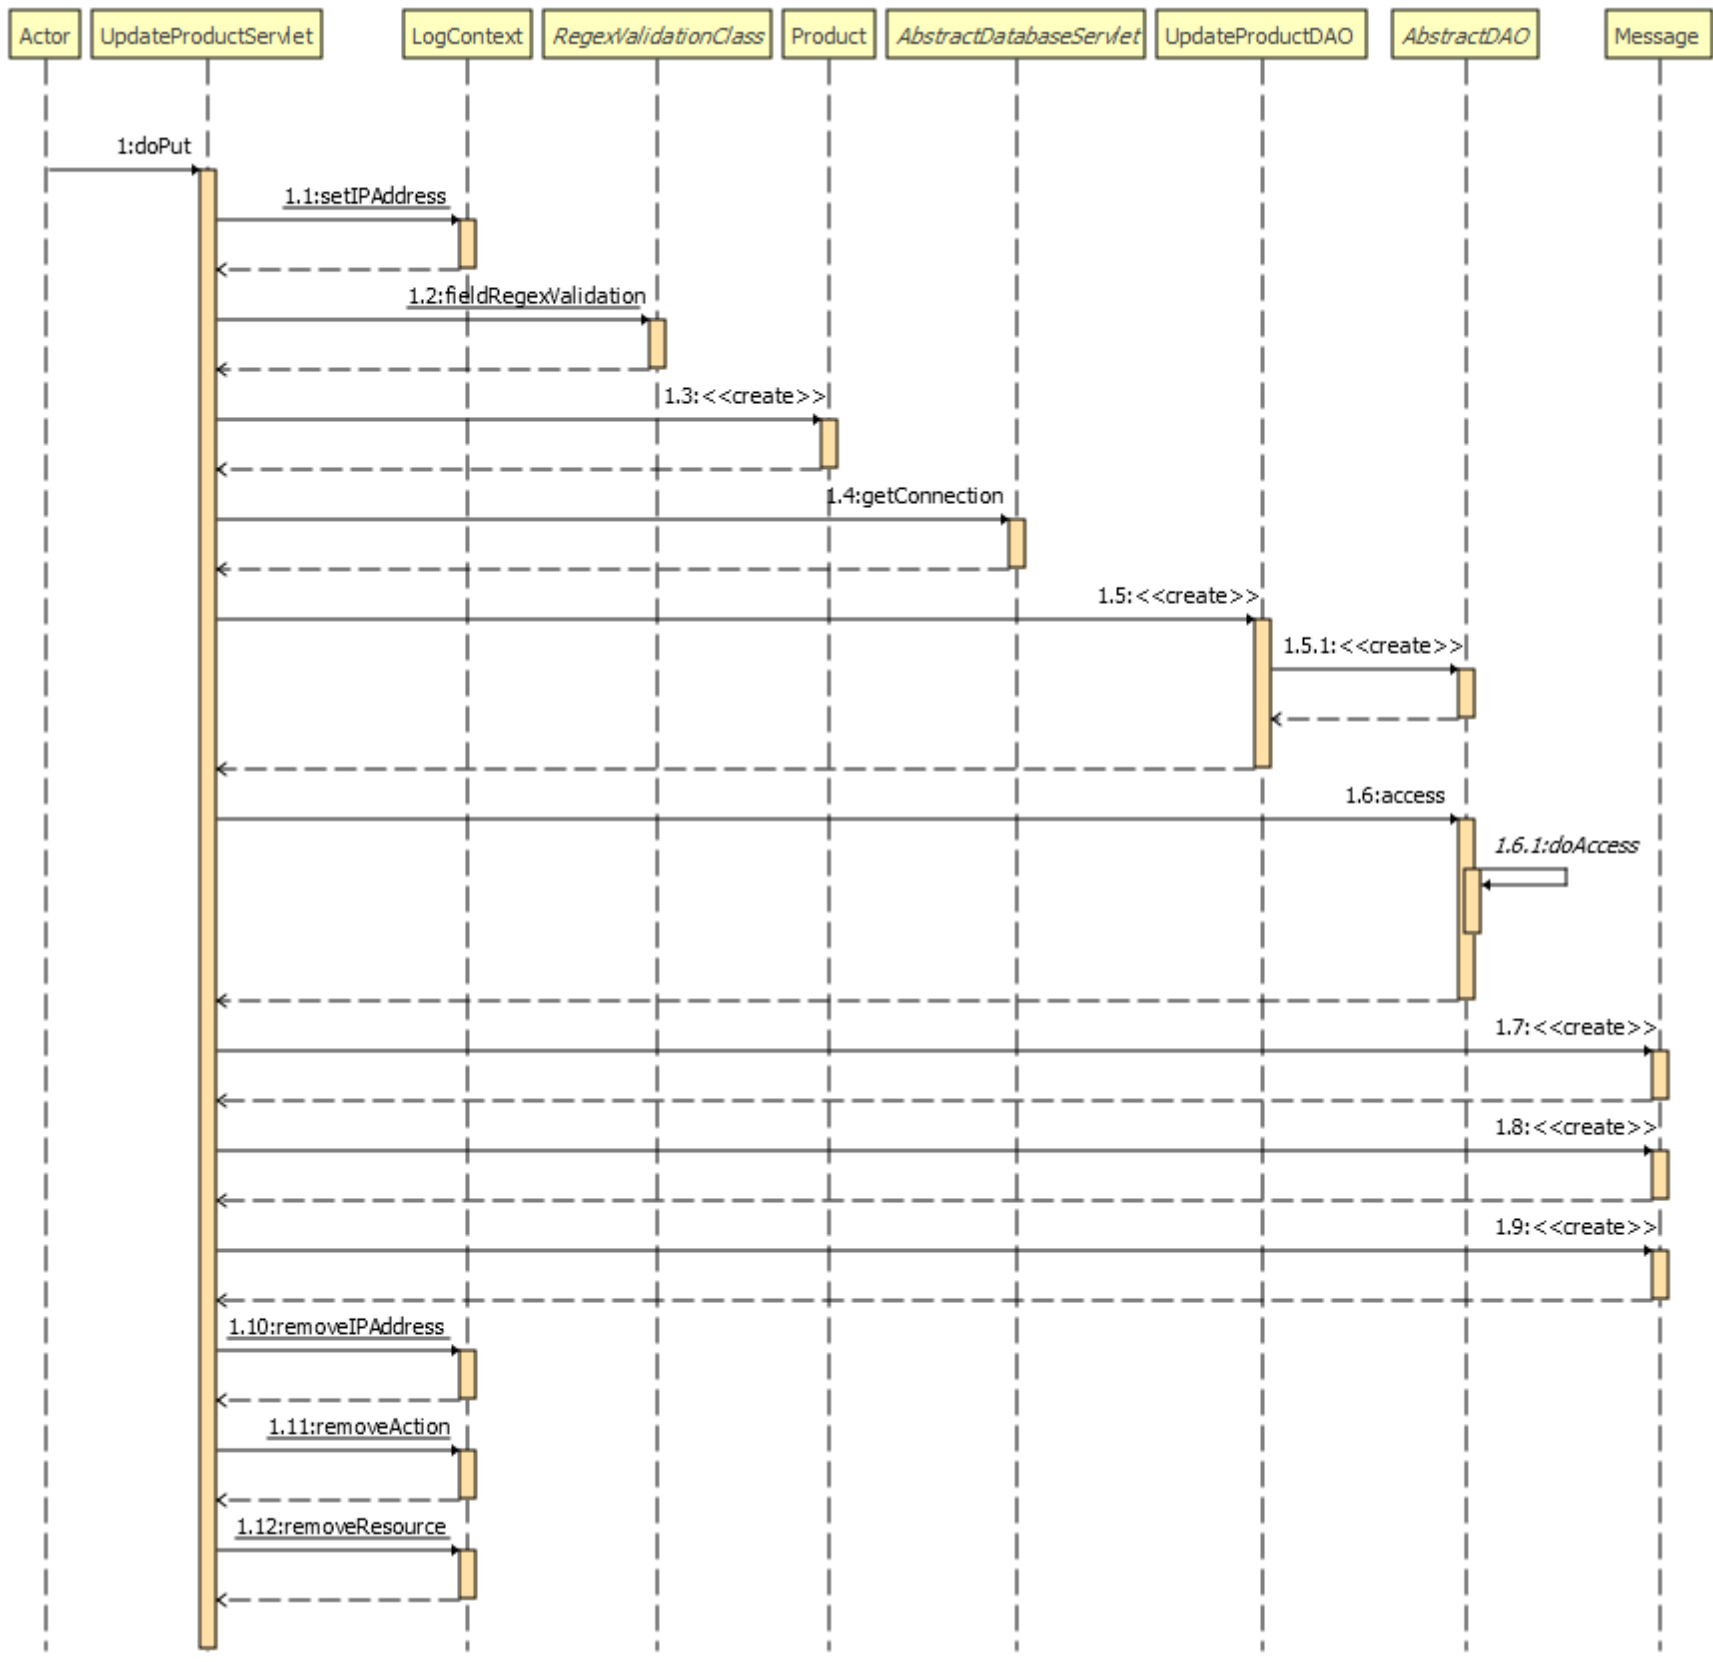 Actor UpdateProductServlet LogContext RegexValidationClass Product AbstractDatabaseServlet UpdateProductDAO AbstractDAO Message
1:doPut
1.1:setIPAddress
1.2:fieldRegexValidation
1.3:<<create>>
1.4:getConnection
1.5:<<create>>
1.5.1:<<create>>
1.6:access
1.6.1:doAccess
1.7:<<create>>
1.8:<<create>>
1.9:<<create>>
1.10:removeIPAddress
1.11:removeAction
1.12:removeResource